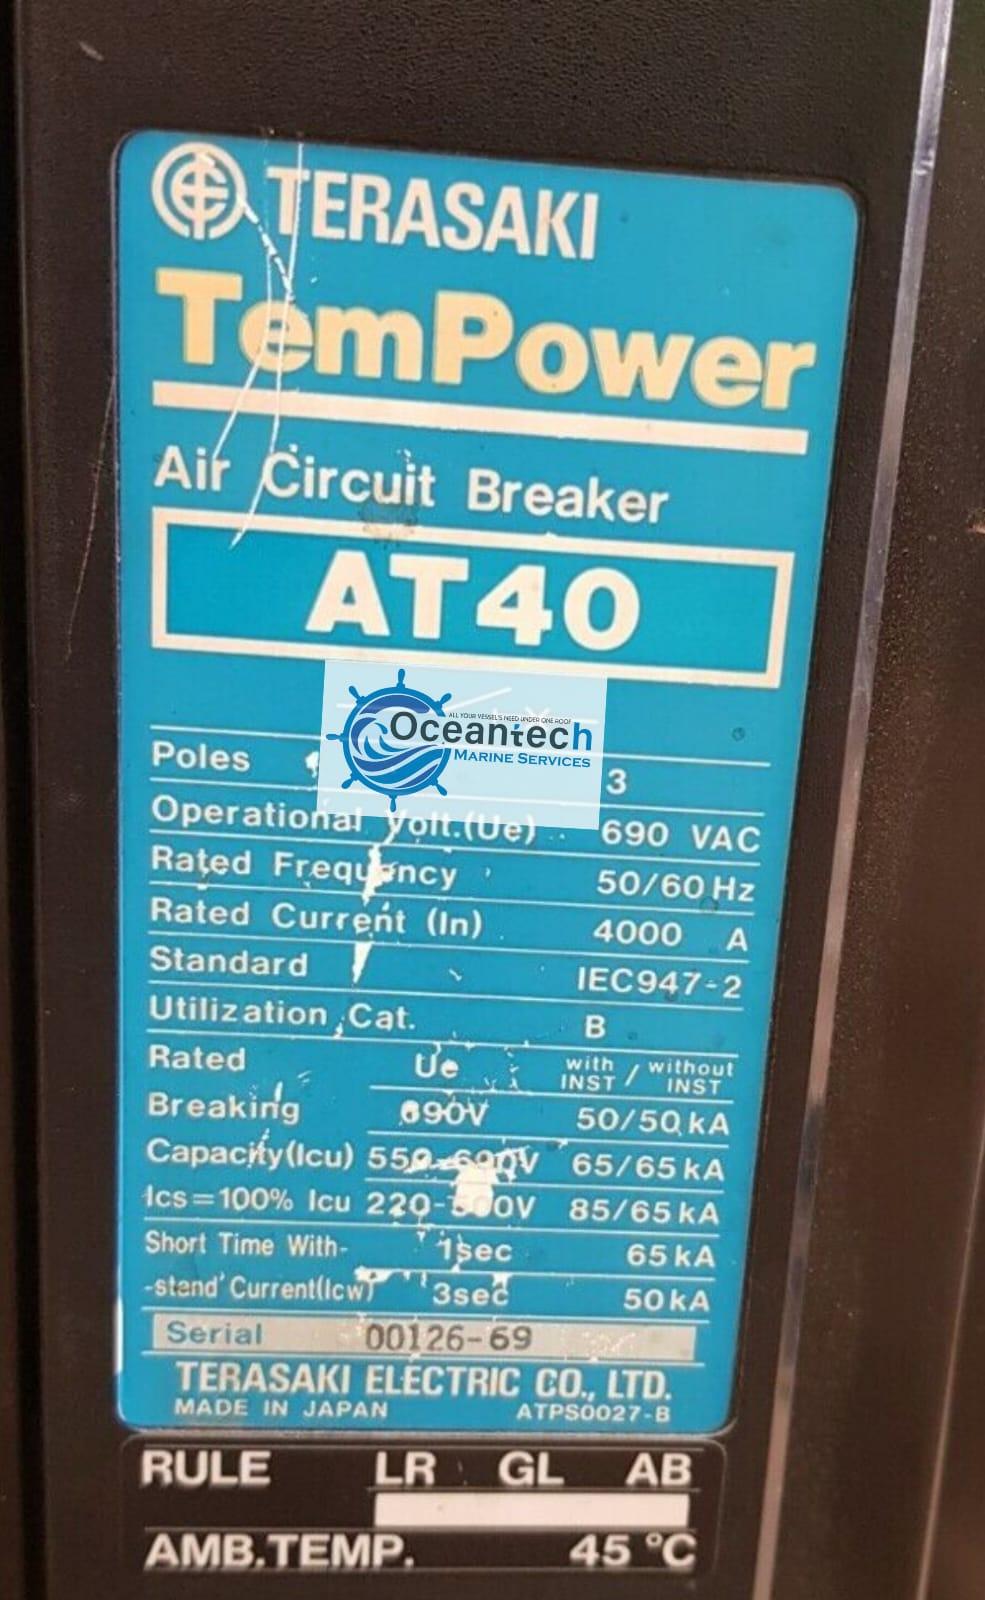 TERASAKI
TemPower
Air Circuit Breaker
AT40
ALL YOUR VESSEL'S NEED UNDER ONE ROOF
Oceantech
MARINE SERVICES
Poles 3
Operational Volt.(Ue) 690 VAC
Rated Frequency 50/60 Hz
Rated Current (In) 4000 A
Standard IEC947-2
Utilization Cat. B
Rated Ue with INST / without INST
Breaking 690V 50/50 kA
Capacity(Icu) 550-690V 65/65 kA
Ics=100% Icu 220-500V 85/65 kA
Short Time With- 1sec 65 kA
-stand Current(Icw) 3sec 50 kA
Serial 00126-69
TERASAKI ELECTRIC CO., LTD.
MADE IN JAPAN ATPS0027-B
RULE LR GL AB
AMB.TEMP. 45 °C